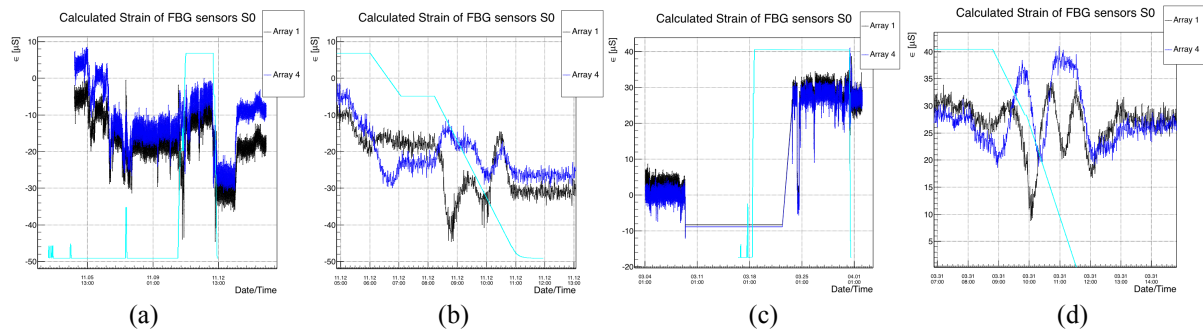 Calculated Strain of FBG sensors S0
ϵ [μS]
Array 1
Array 4
10
0
-10
-20
-30
-40
-50
11.05 13:00
11.09 01:00
11.12 13:00
Date/Time
(a)
Calculated Strain of FBG sensors S0
ϵ [μS]
Array 1
Array 4
10
0
-10
-20
-30
-40
-50
11.12 11.12 11.12 11.12 11.12 11.12 11.12 11.12 11.12
05:00 06:00 07:00 08:00 09:00 10:00 11:00 12:00 13:00
Date/Time
(b)
Calculated Strain of FBG sensors S0
ϵ [μS]
Array 1
Array 4
40
30
20
10
0
-10
-20
03.04 03.11 03.18 03.25 04.01
01:00 01:00 01:00 01:00 01:00
Date/Time
(c)
Calculated Strain of FBG sensors S0
ϵ [μS]
Array 1
Array 4
45
40
35
30
25
20
15
10
5
03.31 03.31 03.31 03.31 03.31 03.31 03.31 03.31
07:00 08:00 09:00 10:00 11:00 12:00 13:00 14:00
Date/Time
(d)